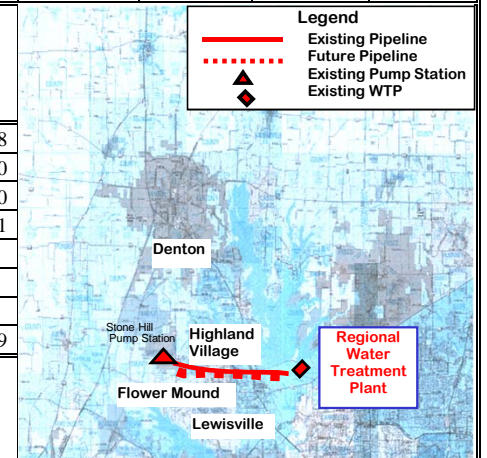 Legend
Existing Pipeline
Future Pipeline
Existing Pump Station
Existing WTP
8
0
0
1
9
Denton
Stone Hill
Pump Station
Highland
Village
Regional
Water
Treatment
Plant
Flower Mound
Lewisville